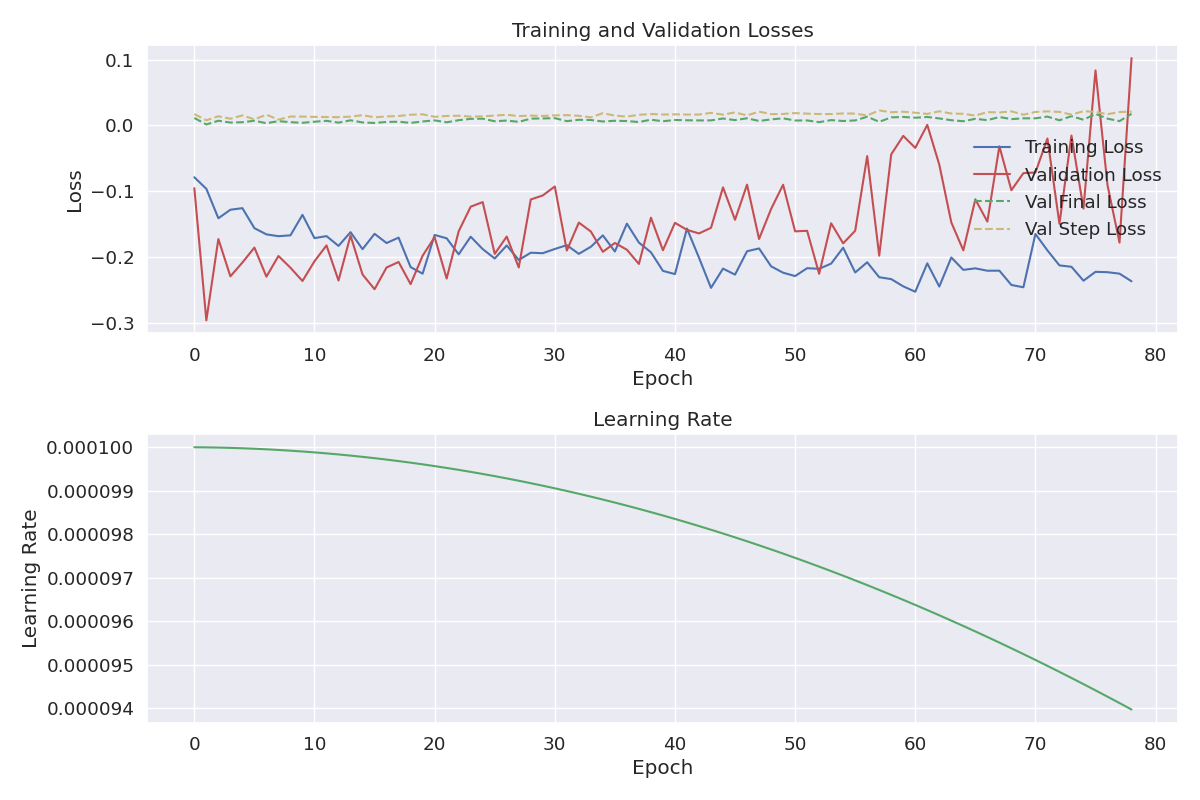 Training and Validation Losses
0.1
0.0
−0.1
−0.2
−0.3
Loss
Training Loss
Validation Loss
Val Final Loss
Val Step Loss
0 10 20 30 40 50 60 70 80
Epoch
Learning Rate
0.000100
0.000099
0.000098
0.000097
0.000096
0.000095
0.000094
Learning Rate
0 10 20 30 40 50 60 70 80
Epoch